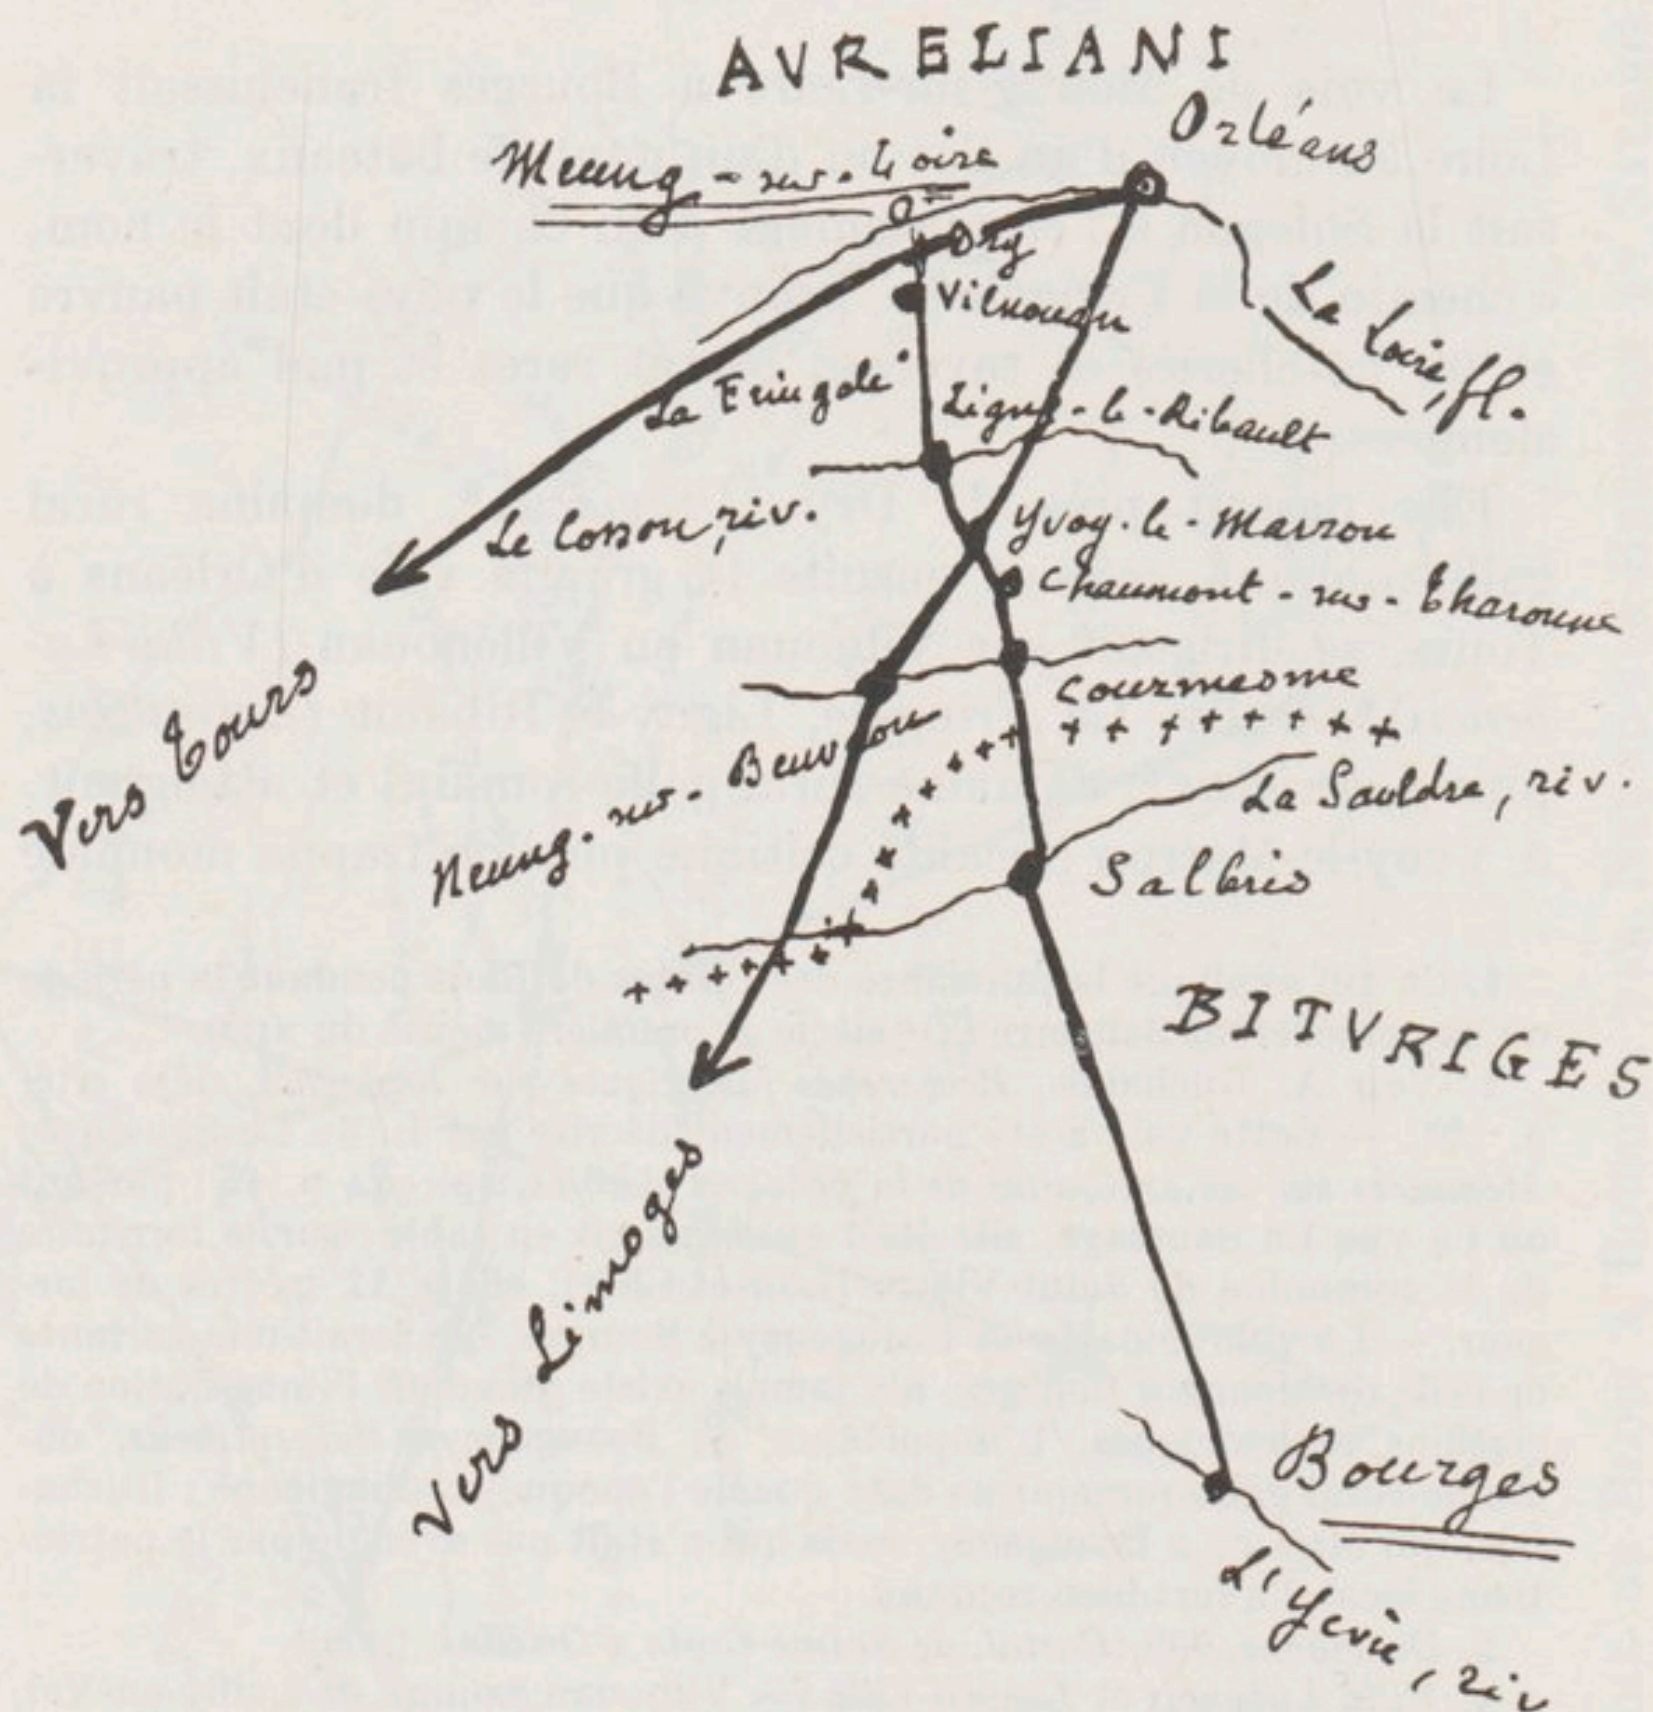 AVRELIANI
Orléans
Meung-sur-Loire
Dry
Vilnouan
La Loire, fl.
La Fringale
Ligny-le-Ribault
Le Cosson, riv.
Yvoy-le-Marron
Chaumont-sur-Tharonne
Courmesme
Vers Tours
Neung-sur-Beuvron
La Sauldre, riv.
Salbris
BITVRIGES
Vers Limoges
Bourges
L'Yèvre, riv